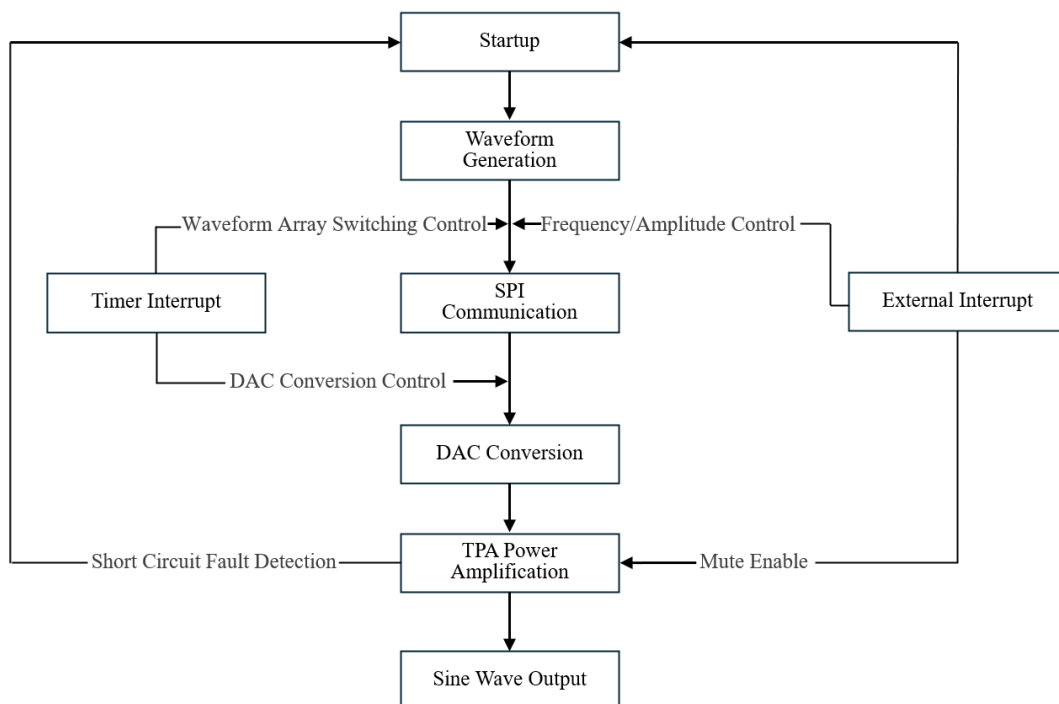 Startup
Waveform
Generation
Waveform Array Switching Control
Frequency/Amplitude Control
Timer Interrupt
SPI
Communication
External Interrupt
DAC Conversion Control
DAC Conversion
Short Circuit Fault Detection
TPA Power
Amplification
Mute Enable
Sine Wave Output